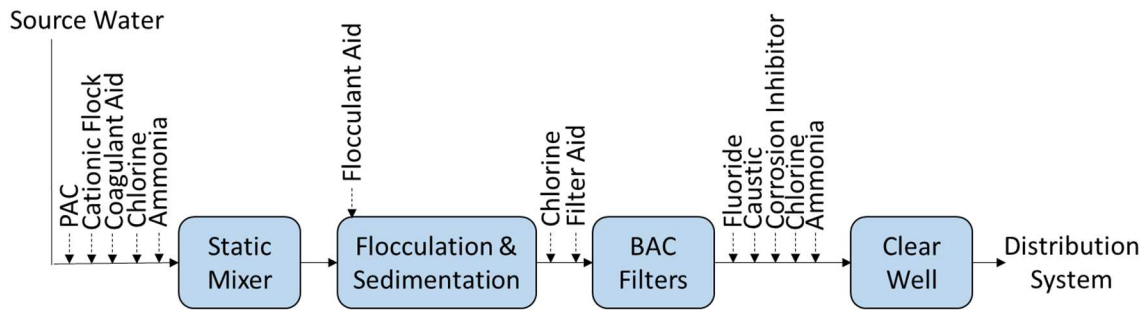 Source Water
PAC
Cationic Flock
Coagulant Aid
Chlorine
Ammonia
Static
Mixer
Flocculant Aid
Flocculation &
Sedimentation
Chlorine
Filter Aid
BAC
Filters
Fluoride
Caustic
Corrosion Inhibitor
Chlorine
Ammonia
Clear
Well
Distribution
System